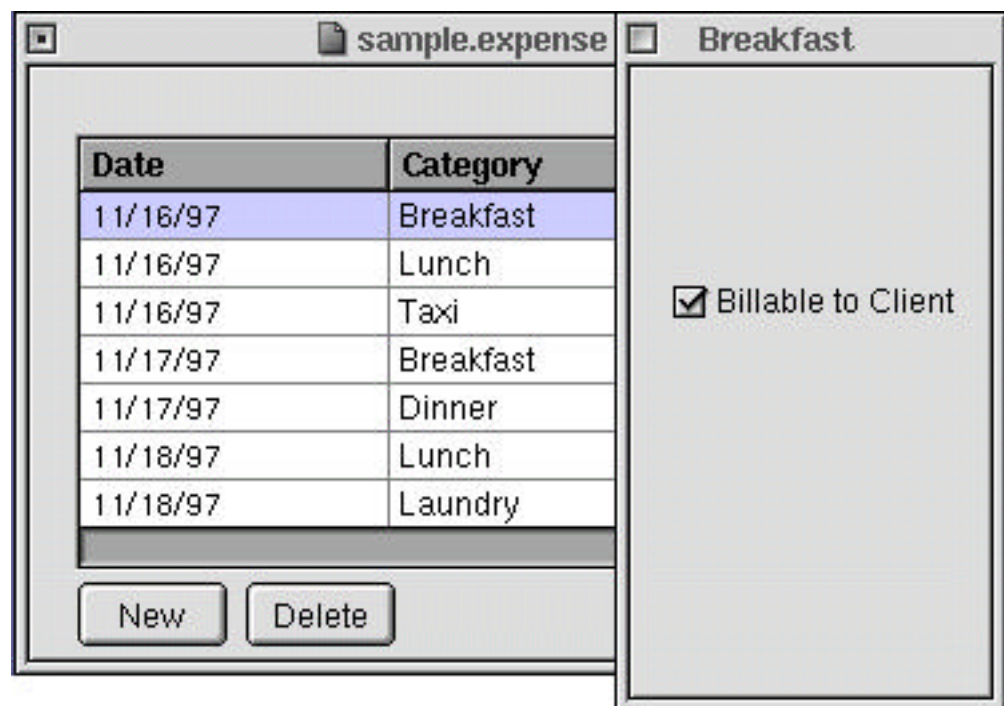 sample.expense
Date Category
11/16/97 Breakfast
11/16/97 Lunch
11/16/97 Taxi
11/17/97 Breakfast
11/17/97 Dinner
11/18/97 Lunch
11/18/97 Laundry
New Delete
Breakfast
Billable to Client